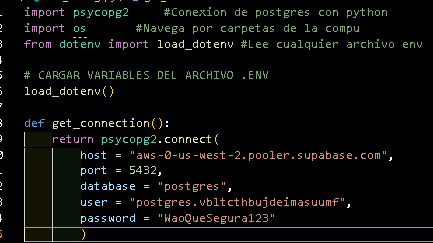 import psycopg2     #Conexion de postgres con python
import os       #Navega por carpetas de la compu
from dotenv import load_dotenv #Lee cualquier archivo env
# CARGAR VARIABLES DEL ARCHIVO .ENV
load_dotenv()
def get_connection():
    return psycopg2.connect(
        host = "aws-0-us-west-2.pooler.supabase.com",
        port = 5432,
        database = "postgres",
        user = "postgres.vbltcthbujdeimasuumf",
        password = "WaoQueSegura123"
        )